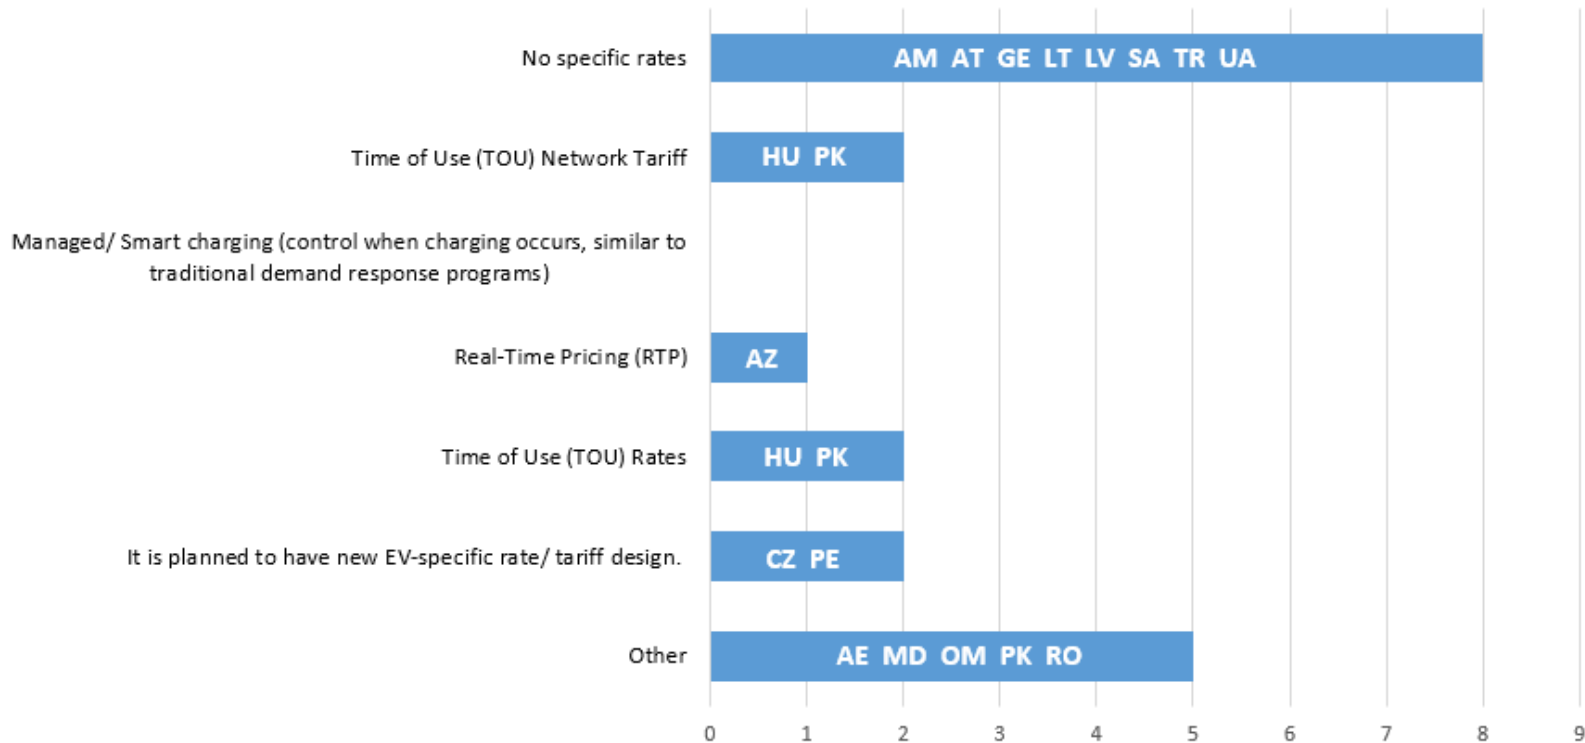 No specific rates
AM AT GE LT LV SA TR UA
Time of Use (TOU) Network Tariff
HU PK
Managed/ Smart charging (control when charging occurs, similar to
traditional demand response programs)
Real-Time Pricing (RTP)
AZ
Time of Use (TOU) Rates
HU PK
It is planned to have new EV-specific rate/ tariff design.
CZ PE
Other
AE MD OM PK RO
0 1 2 3 4 5 6 7 8 9